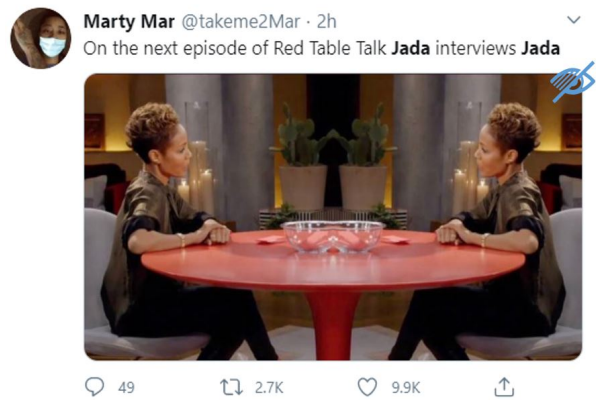 Marty Mar @takeme2Mar · 2h
On the next episode of Red Table Talk Jada interviews Jada
49 2.7K 9.9K